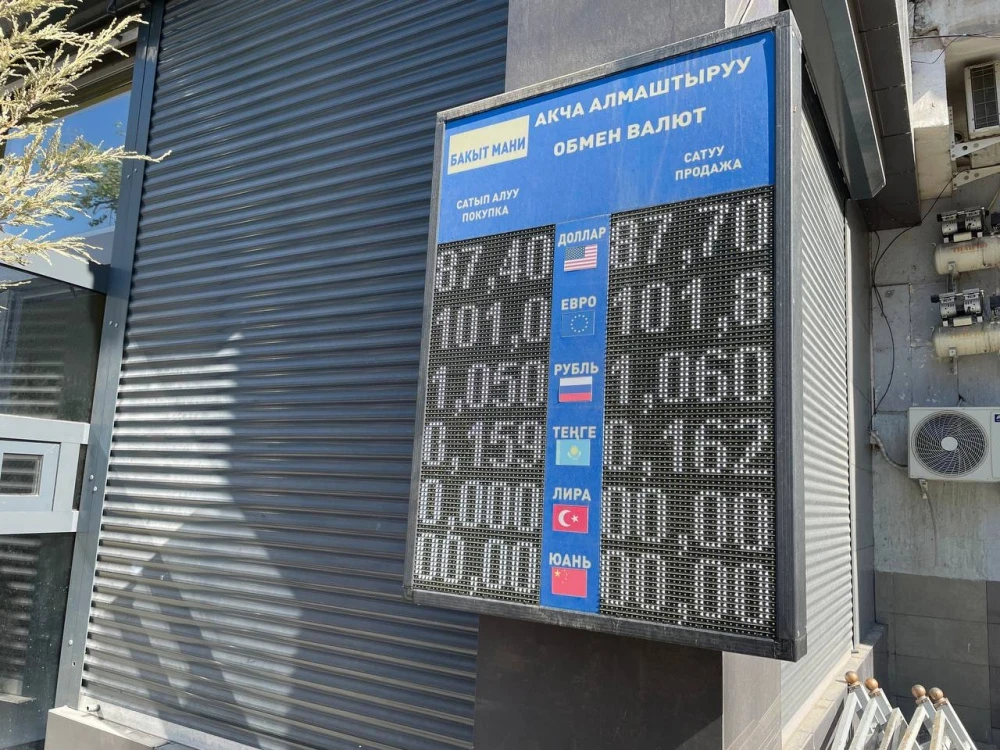 БАКЫТ МАНИ
АКЧА АЛМАШТЫРУУ
ОБМЕН ВАЛЮТ
САТЫП АЛУУ
ПОКУПКА
САТУУ
ПРОДАЖА
87,40 ДОЛЛАР 87,70
101,0 ЕВРО 101,8
1,050 РУБЛЬ 1,060
0,159 ТЕҢГЕ 0,162
0,000 ЛИРА 00,00
00,00 ЮАНЬ 00,00